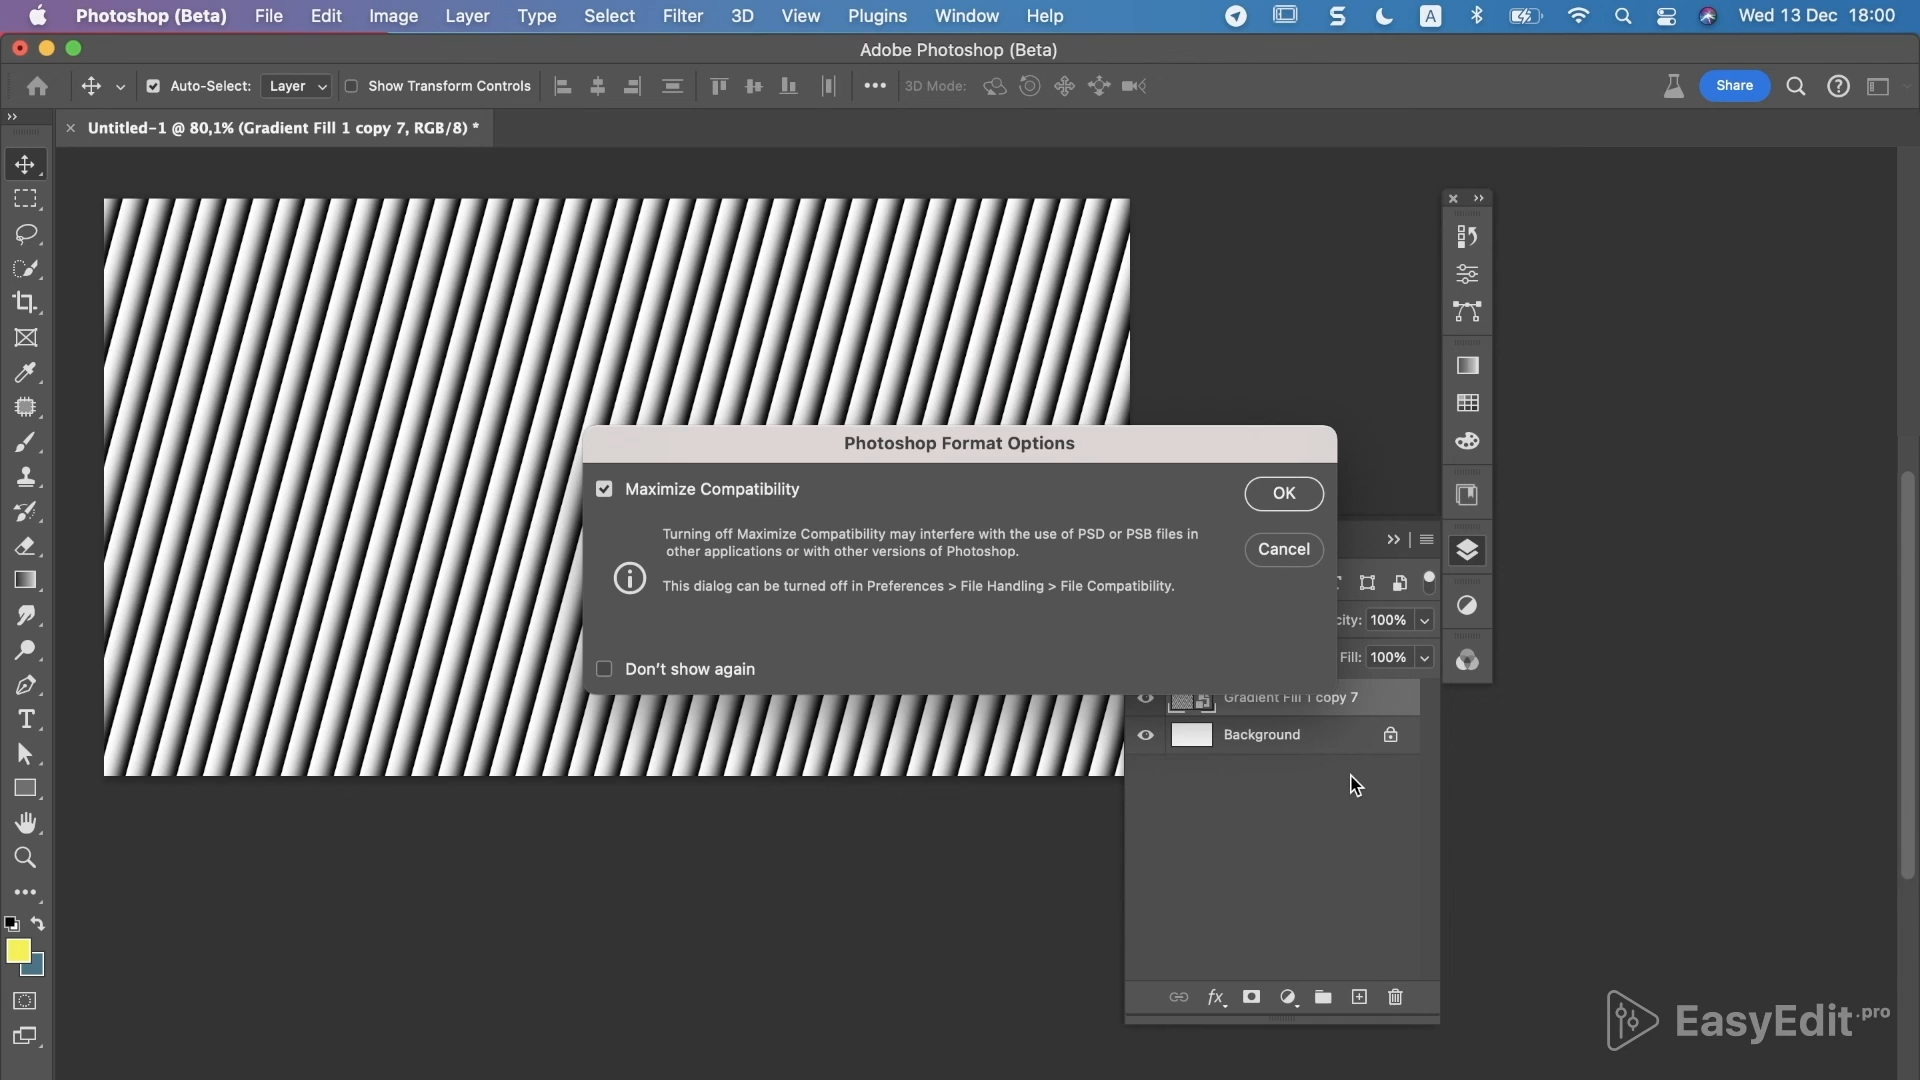 Photoshop (Beta) File Edit Image Layer Type Select Filter 3D View Plugins Window Help A Wed 13 Dec 18:00
Adobe Photoshop (Beta)
Auto-Select: Layer Show Transform Controls 3D Mode: Share
Untitled-1 @ 80,1% (Gradient Fill 1 copy 7, RGB/8) *
Photoshop Format Options
Maximize Compatibility
OK
Turning off Maximize Compatibility may interfere with the use of PSD or PSB files in
other applications or with other versions of Photoshop.
Cancel
This dialog can be turned off in Preferences > File Handling > File Compatibility.
Don't show again
city: 100%
Fill: 100%
Gradient Fill 1 copy 7
Background
fx
EasyEdit.pro